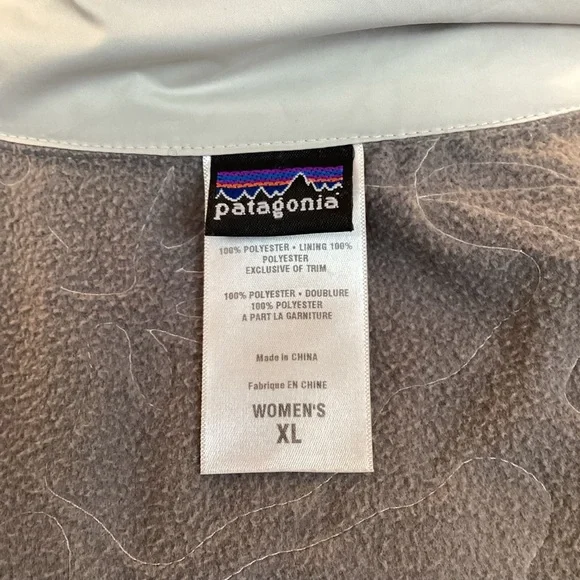 patagonia
100% POLYESTER • LINING 100%
POLYESTER
EXCLUSIVE OF TRIM
100% POLYESTER • DOUBLURE
100% POLYESTER
A PART LA GARNITURE
Made in CHINA
Fabrique EN CHINE
WOMEN'S
XL